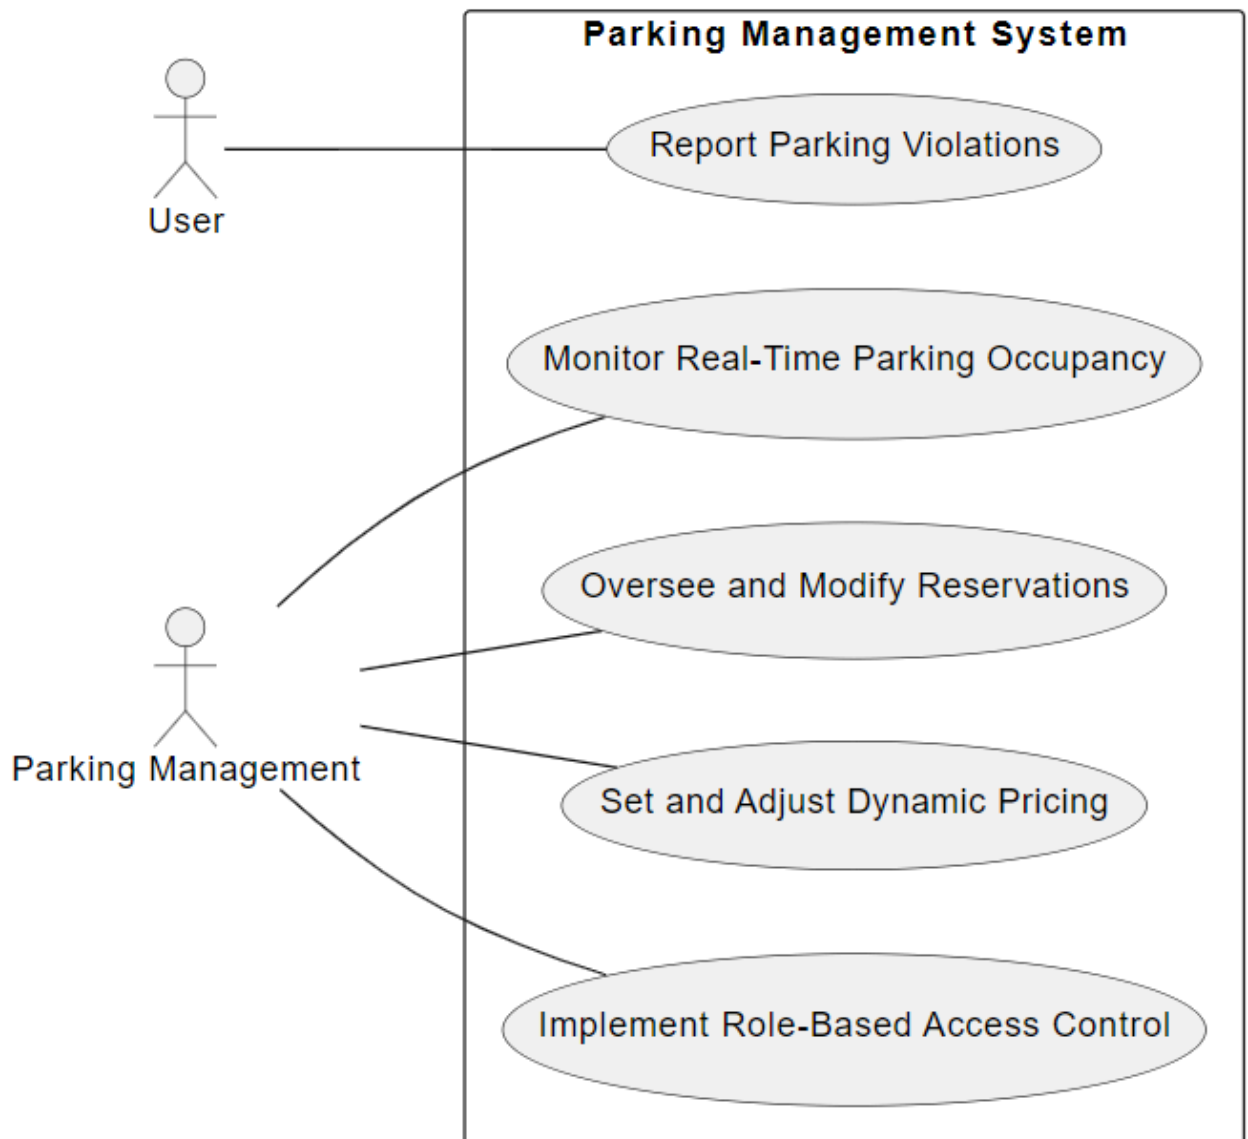 Parking Management System
Report Parking Violations
User
Monitor Real-Time Parking Occupancy
Oversee and Modify Reservations
Parking Management
Set and Adjust Dynamic Pricing
Implement Role-Based Access Control